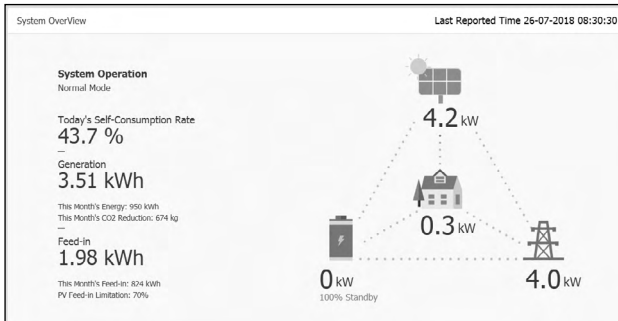 System OverView
Last Reported Time 26-07-2018 08:30:30
System Operation
Normal Mode
Today's Self-Consumption Rate
43.7 %
Generation
3.51 kWh
This Month's Energy: 950 kWh
This Month's CO2 Reduction: 674 kg
Feed-in
1.98 kWh
This Month's Feed-in: 824 kWh
PV Feed-in Limitation: 70%
4.2 kW
0.3 kW
0 kW
100% Standby
4.0 kW